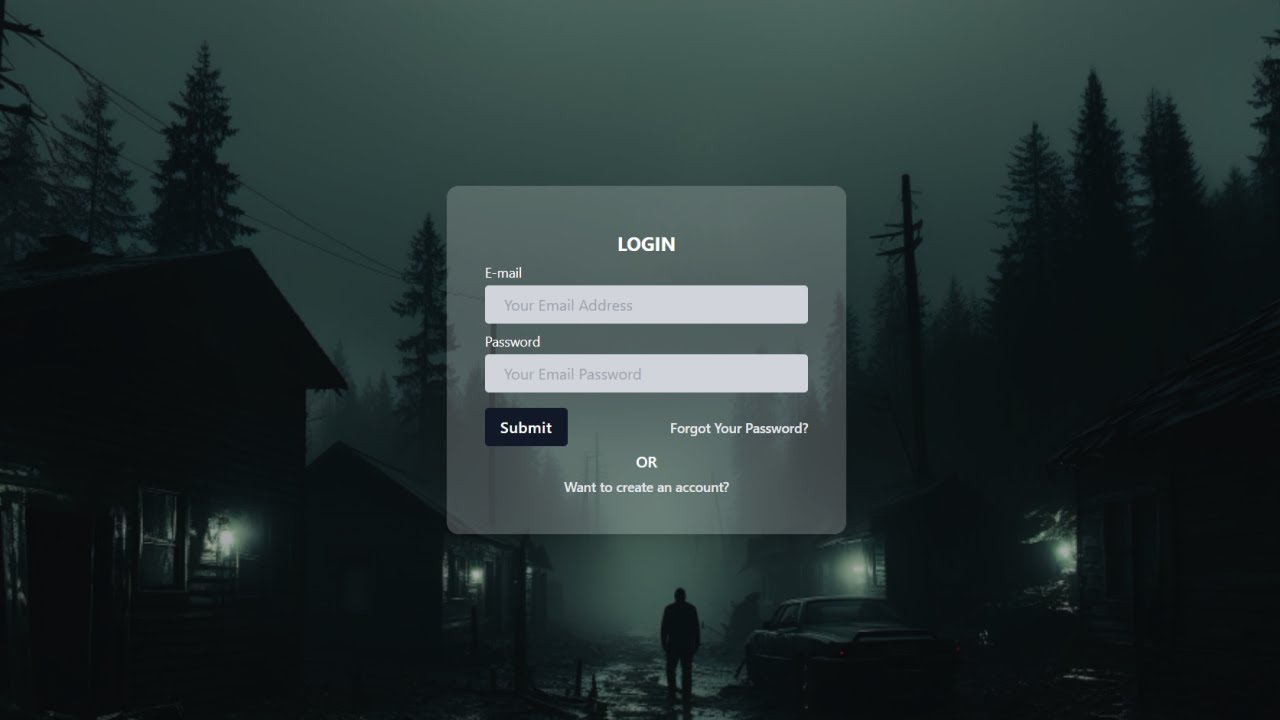 LOGIN
E-mail
Your Email Address
Password
Your Email Password
Submit
Forgot Your Password?
OR
Want to create an account?